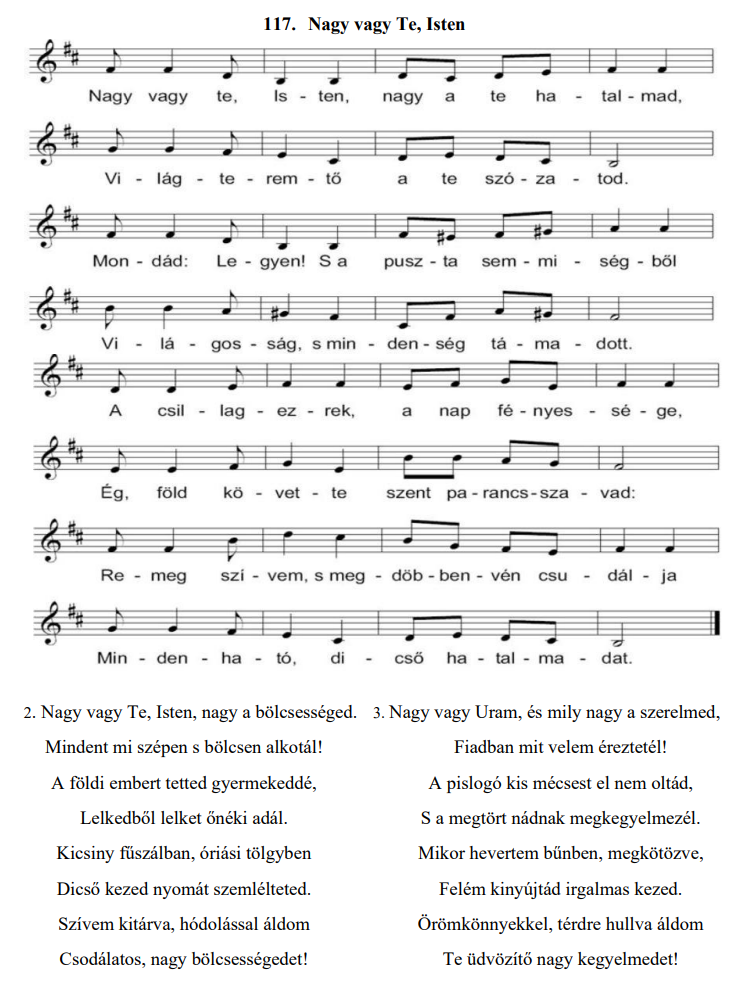 117. Nagy vagy Te, Isten
Nagy vagy te, Is - ten, nagy a te ha - tal - mad,
Vi - lág - te - rem - tő a te szó - za - tod.
Mon - dád: Le - gyen! S a pusz - ta sem - mi - ség - ből
Vi - lá - gos - ság, s min - den - ség tá - ma - dott.
A csil - lag - ez - rek, a nap fé - nyes - sé - ge,
Ég, föld kö - vet - te szent pa - rancs - sza - vad:
Re - meg szí - vem, s meg - döb - ben - vén csu - dál - ja
Min - den - ha - tó, di - cső ha - tal - ma - dat.
2. Nagy vagy Te, Isten, nagy a bölcsességed.
Mindent mi szépen s bölcsen alkotál!
A földi embert tetted gyermekeddé,
Lelkedből lelket őnéki adál.
Kicsiny fűszálban, óriási tölgyben
Dicső kezed nyomát szemlélteted.
Szívem kitárva, hódolással áldom
Csodálatos, nagy bölcsességedet!
3. Nagy vagy Uram, és mily nagy a szerelmed,
Fiadban mit velem éreztetél!
A pislogó kis mécsest el nem oltád,
S a megtört nádnak megkegyelmezél.
Mikor hevertem bűnben, megkötözve,
Felém kinyújtád irgalmas kezed.
Örömkönnyekkel, térdre hullva áldom
Te üdvözítő nagy kegyelmedet!